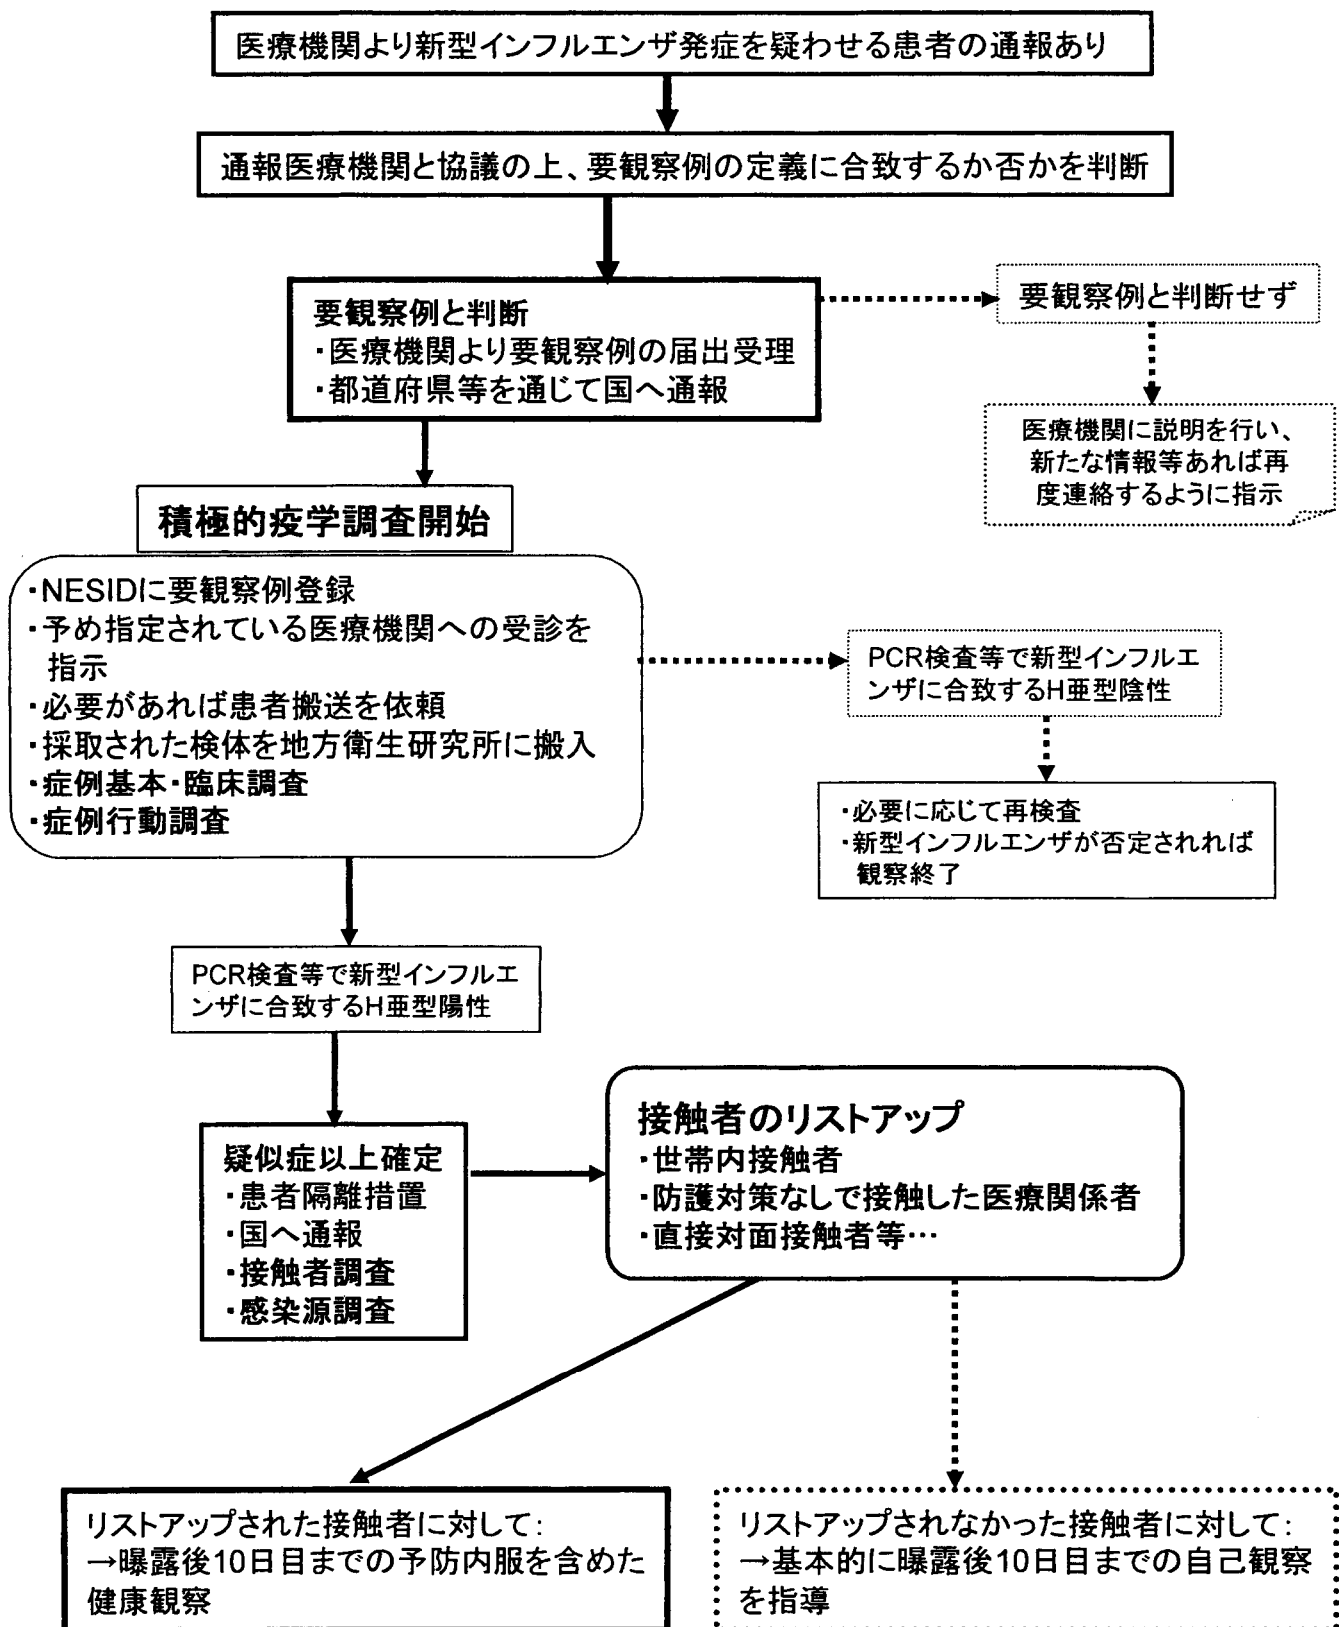 医療機関より新型インフルエンザ発症を疑わせる患者の通報あり
通報医療機関と協議の上、要観察例の定義に合致するか否かを判断
要観察例と判断
・医療機関より要観察例の届出受理
・都道府県等を通じて国へ通報
要観察例と判断せず
医療機関に説明を行い、
新たな情報等あれば再
度連絡するように指示
積極的疫学調査開始
・NESIDに要観察例登録
・予め指定されている医療機関への受診を
指示
・必要があれば患者搬送を依頼
・採取された検体を地方衛生研究所に搬入
・症例基本・臨床調査
・症例行動調査
PCR検査等で新型インフルエ
ンザに合致するH亜型陰性
・必要に応じて再検査
・新型インフルエンザが否定されれば
観察終了
PCR検査等で新型インフルエ
ンザに合致するH亜型陽性
疑似症以上確定
・患者隔離措置
・国へ通報
・接触者調査
・感染源調査
接触者のリストアップ
・世帯内接触者
・防護対策なしで接触した医療関係者
・直接対面接触者等…
リストアップされた接触者に対して:
→曝露後10日目までの予防内服を含めた
健康観察
リストアップされなかった接触者に対して:
→基本的に曝露後10日目までの自己観察
を指導